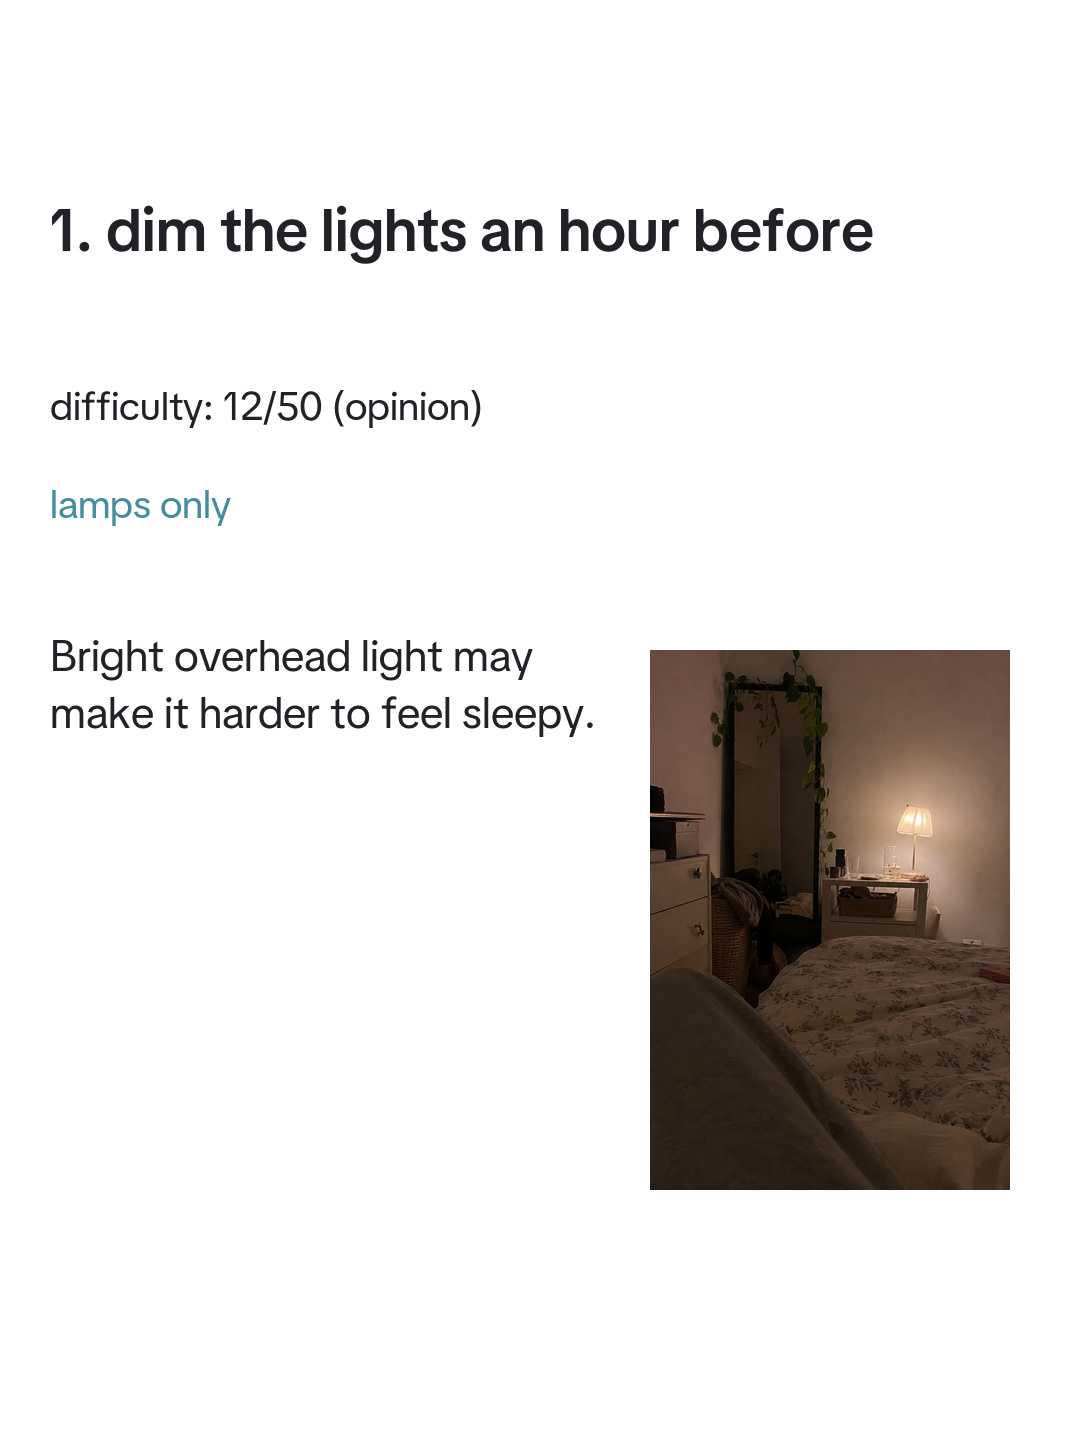 1. dim the lights an hour before
difficulty: 12/50 (opinion)
lamps only
Bright overhead light may
make it harder to feel sleepy.